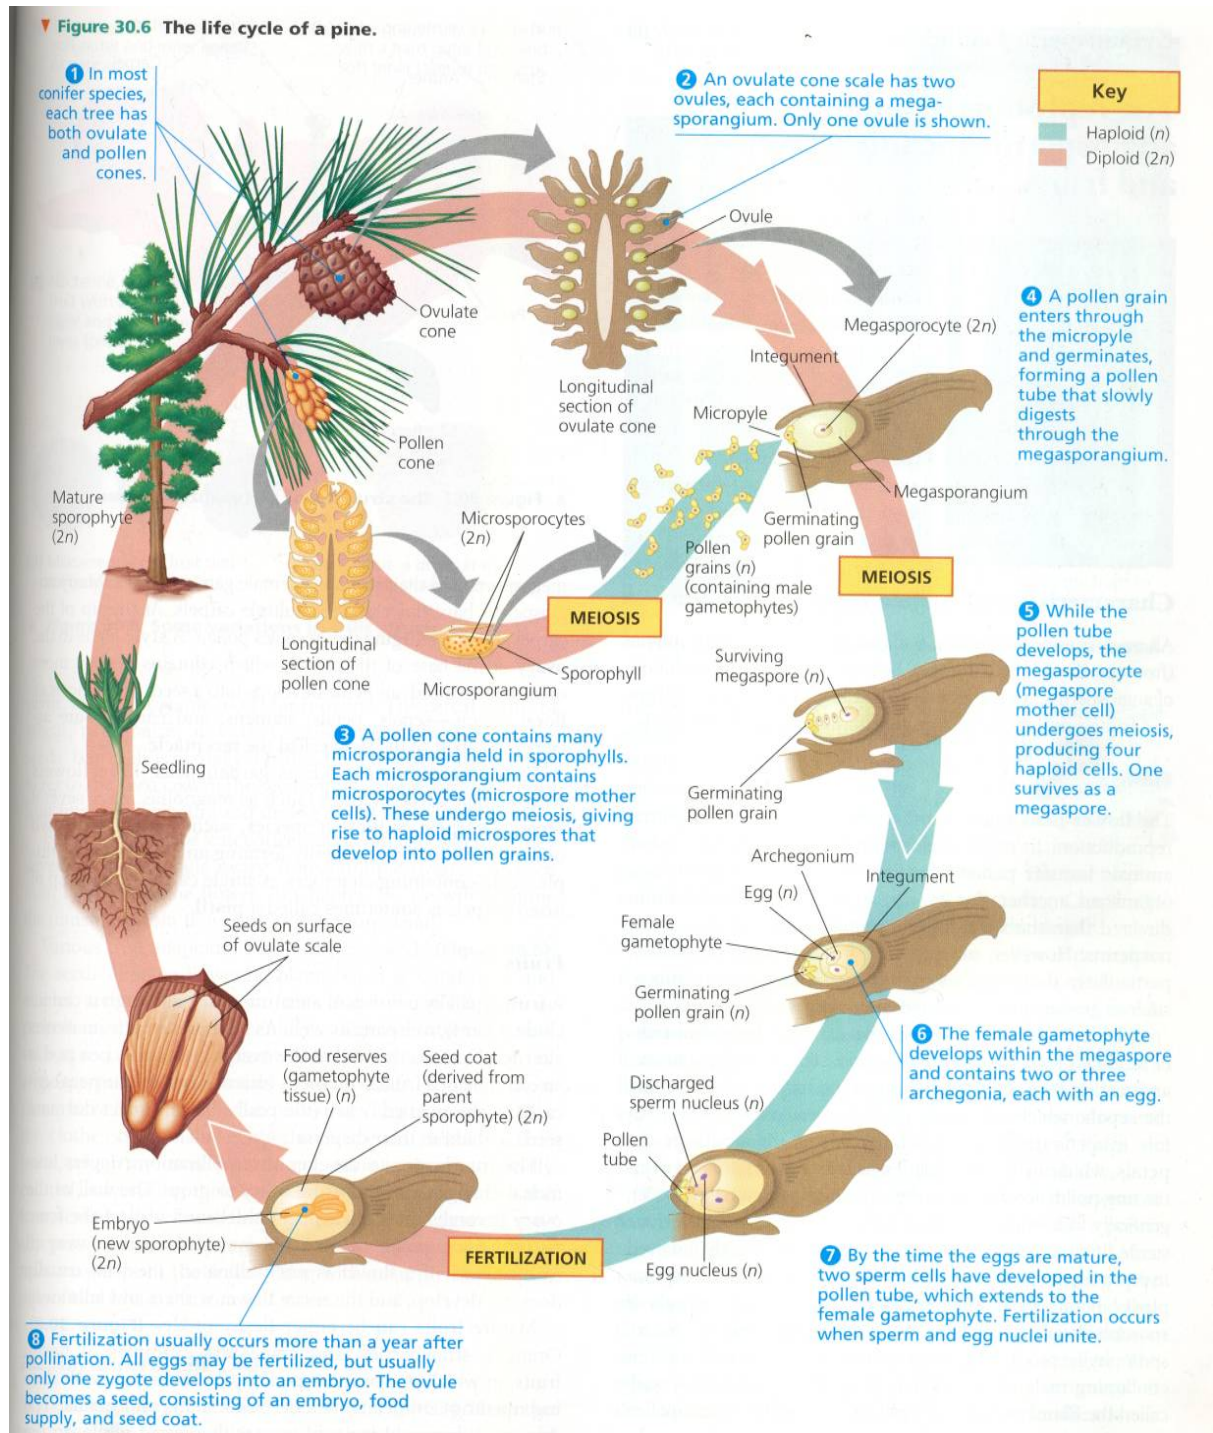 ▼ Figure 30.6 The life cycle of a pine.
1 In most
conifer species,
each tree has
both ovulate
and pollen
cones.
2 An ovulate cone scale has two
ovules, each containing a mega-
sporangium. Only one ovule is shown.
Key
Haploid (n)
Diploid (2n)
Ovule
Ovulate
cone
Megasporocyte (2n)
Integument
Longitudinal
section of
ovulate cone
Micropyle
4 A pollen grain
enters through
the micropyle
and germinates,
forming a pollen
tube that slowly
digests
through the
megasporangium.
Pollen
cone
Mature
sporophyte
(2n)
Microsporocytes
(2n)
Megasporangium
Germinating
pollen grain
Pollen
grains (n)
(containing male
gametophytes)
MEIOSIS
MEIOSIS
Longitudinal
section of
pollen cone
Sporophyll
Microsporangium
Surviving
megaspore (n)
5 While the
pollen tube
develops, the
megasporocyte
(megaspore
mother cell)
undergoes meiosis,
producing four
haploid cells. One
survives as a
megaspore.
3 A pollen cone contains many
microsporangia held in sporophylls.
Each microsporangium contains
microsporocytes (microspore mother
cells). These undergo meiosis, giving
rise to haploid microspores that
develop into pollen grains.
Seedling
Germinating
pollen grain
Archegonium
Integument
Egg (n)
Female
gametophyte
Germinating
pollen grain (n)
Seeds on surface
of ovulate scale
6 The female gametophyte
develops within the megaspore
and contains two or three
archegonia, each with an egg.
Food reserves
(gametophyte
tissue) (n)
Seed coat
(derived from
parent
sporophyte) (2n)
Discharged
sperm nucleus (n)
Pollen
tube
Embryo
(new sporophyte)
(2n)
FERTILIZATION
Egg nucleus (n)
7 By the time the eggs are mature,
two sperm cells have developed in the
pollen tube, which extends to the
female gametophyte. Fertilization occurs
when sperm and egg nuclei unite.
8 Fertilization usually occurs more than a year after
pollination. All eggs may be fertilized, but usually
only one zygote develops into an embryo. The ovule
becomes a seed, consisting of an embryo, food
supply, and seed coat.